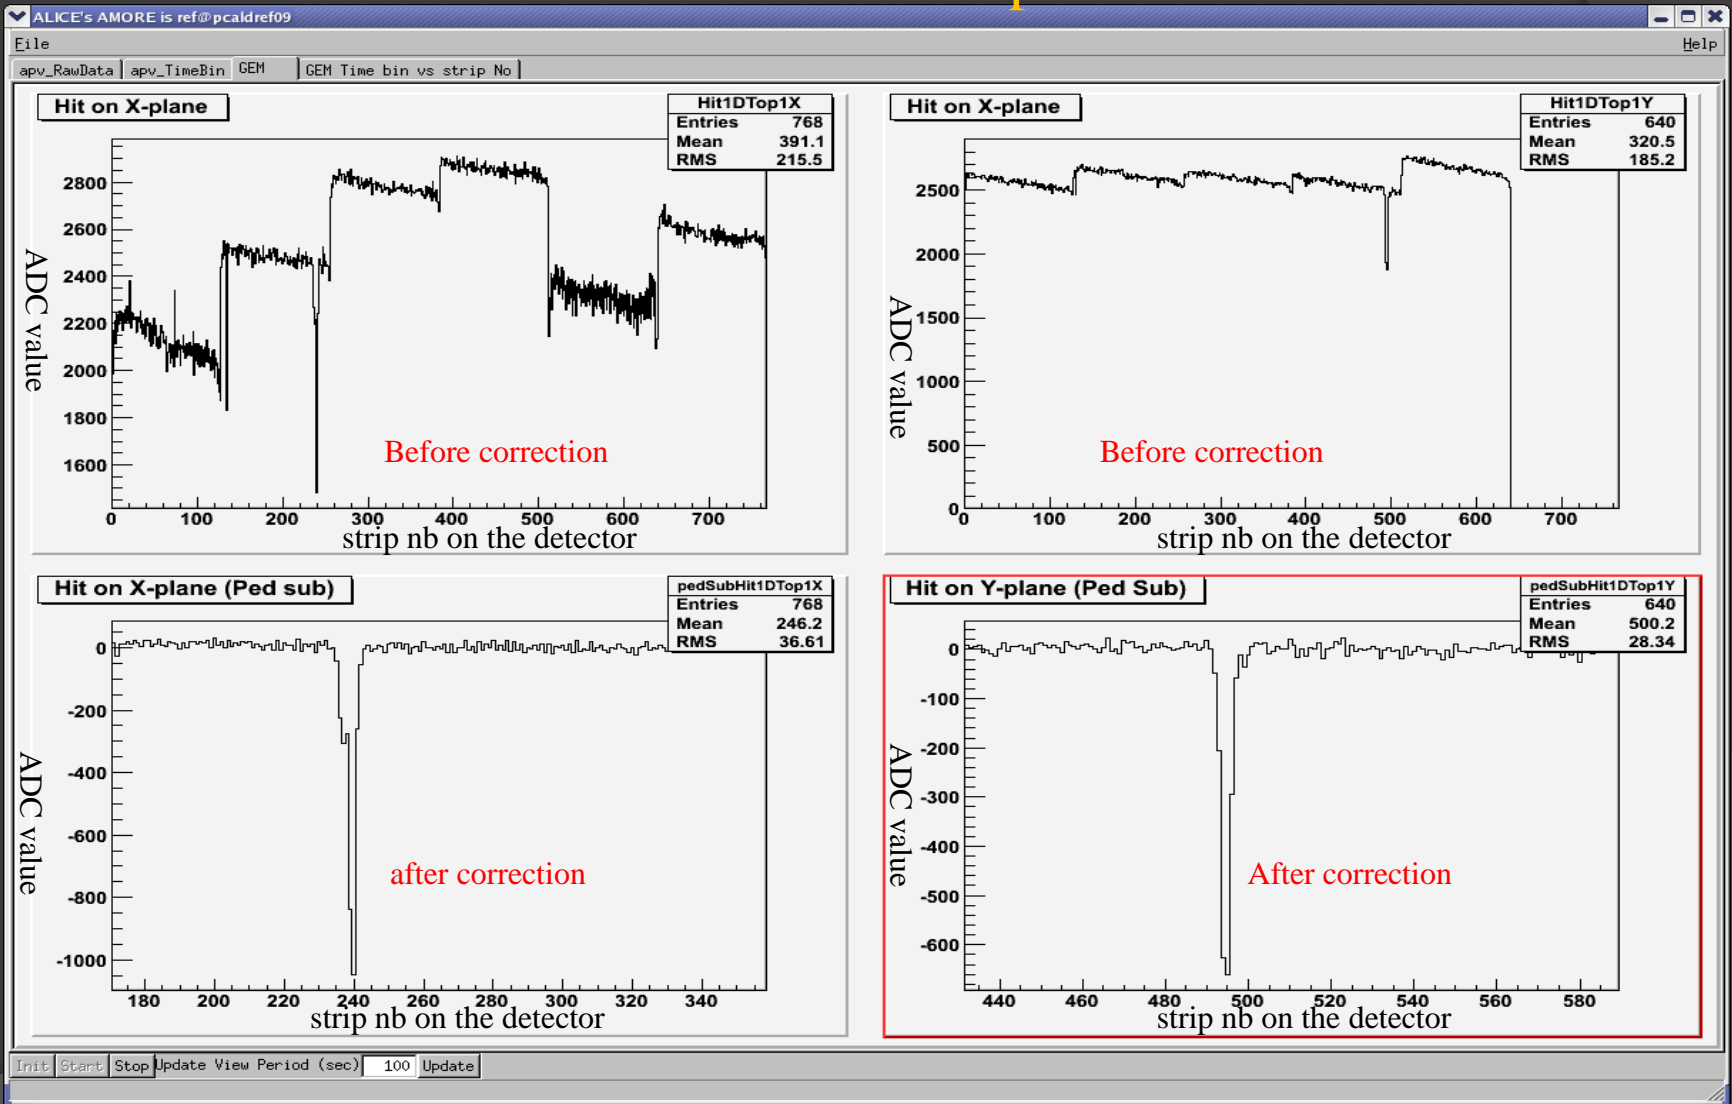 ALICE's AMORE is ref@pcaldref09
File Help
apv_RawData apv_TimeBin GEM GEM Time bin vs strip No
Hit on X-plane
Hit1DTop1X
Entries 768
Mean 391.1
RMS 215.5
2800
2600
2400
2200
2000
1800
1600
ADC value
Before correction
0 100 200 300 400 500 600 700
strip nb on the detector
Hit on X-plane
Hit1DTop1Y
Entries 640
Mean 320.5
RMS 185.2
2500
2000
1500
1000
500
0
ADC value
Before correction
0 100 200 300 400 500 600 700
strip nb on the detector
Hit on X-plane (Ped sub)
pedSubHit1DTop1X
Entries 768
Mean 246.2
RMS 36.61
0
-200
-400
-600
-800
-1000
ADC value
after correction
180 200 220 240 260 280 300 320 340
strip nb on the detector
Hit on Y-plane (Ped Sub)
pedSubHit1DTop1Y
Entries 640
Mean 500.2
RMS 28.34
0
-100
-200
-300
-400
-500
-600
ADC value
After correction
440 460 480 500 520 540 560 580
strip nb on the detector
Init Start Stop Update View Period (sec) 100 Update